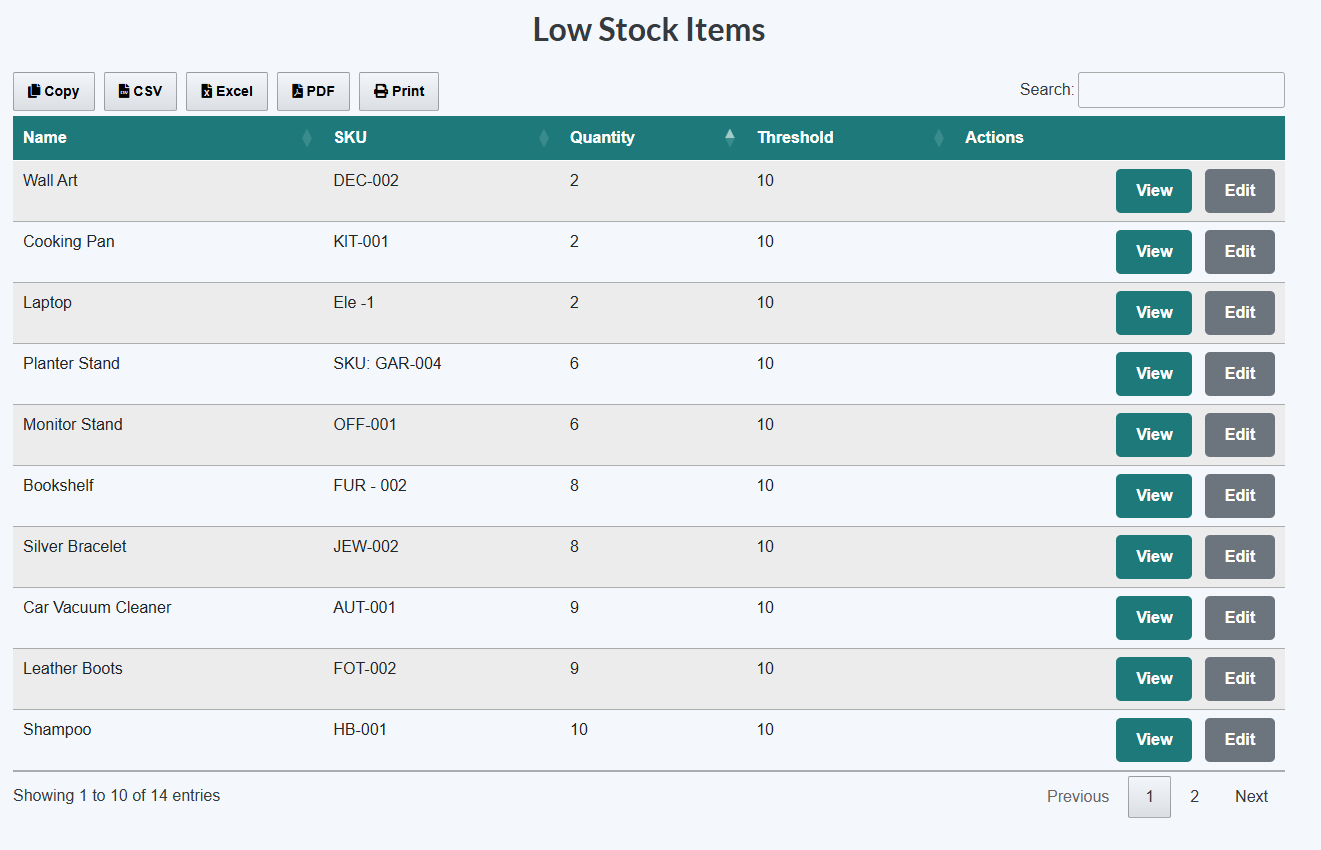 Low Stock Items
Copy CSV Excel PDF Print Search:
Name SKU Quantity Threshold Actions
Wall Art DEC-002 2 10 View Edit
Cooking Pan KIT-001 2 10 View Edit
Laptop Ele -1 2 10 View Edit
Planter Stand SKU: GAR-004 6 10 View Edit
Monitor Stand OFF-001 6 10 View Edit
Bookshelf FUR - 002 8 10 View Edit
Silver Bracelet JEW-002 8 10 View Edit
Car Vacuum Cleaner AUT-001 9 10 View Edit
Leather Boots FOT-002 9 10 View Edit
Shampoo HB-001 10 10 View Edit
Showing 1 to 10 of 14 entries Previous 1 2 Next